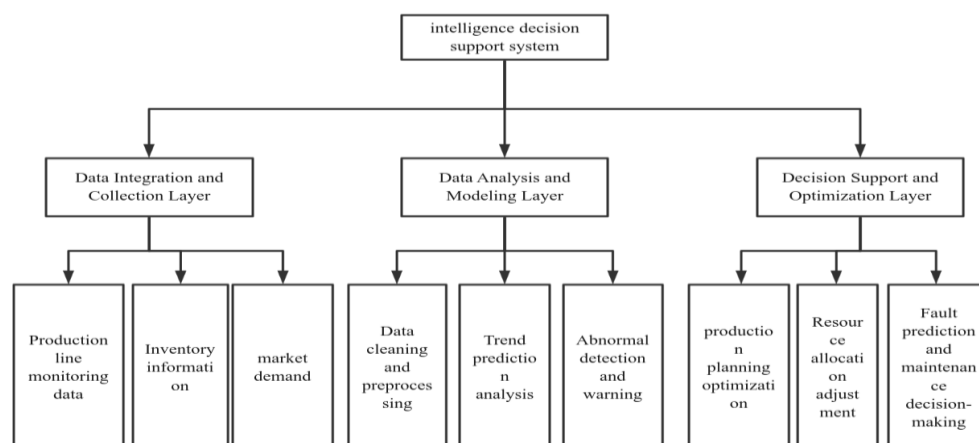 intelligence decision
support system
Data Integration and
Collection Layer
Data Analysis and
Modeling Layer
Decision Support and
Optimization Layer
Production
line
monitoring
data
Inventory
informati
on
market
demand
Data
cleaning
and
preproces
sing
Trend
predictio
n
analysis
Abnormal
detection
and
warning
productio
n
planning
optimizati
on
Resour
ce
allocation
adjust
ment
Fault
prediction
and
maintenan
ce
decision-
making